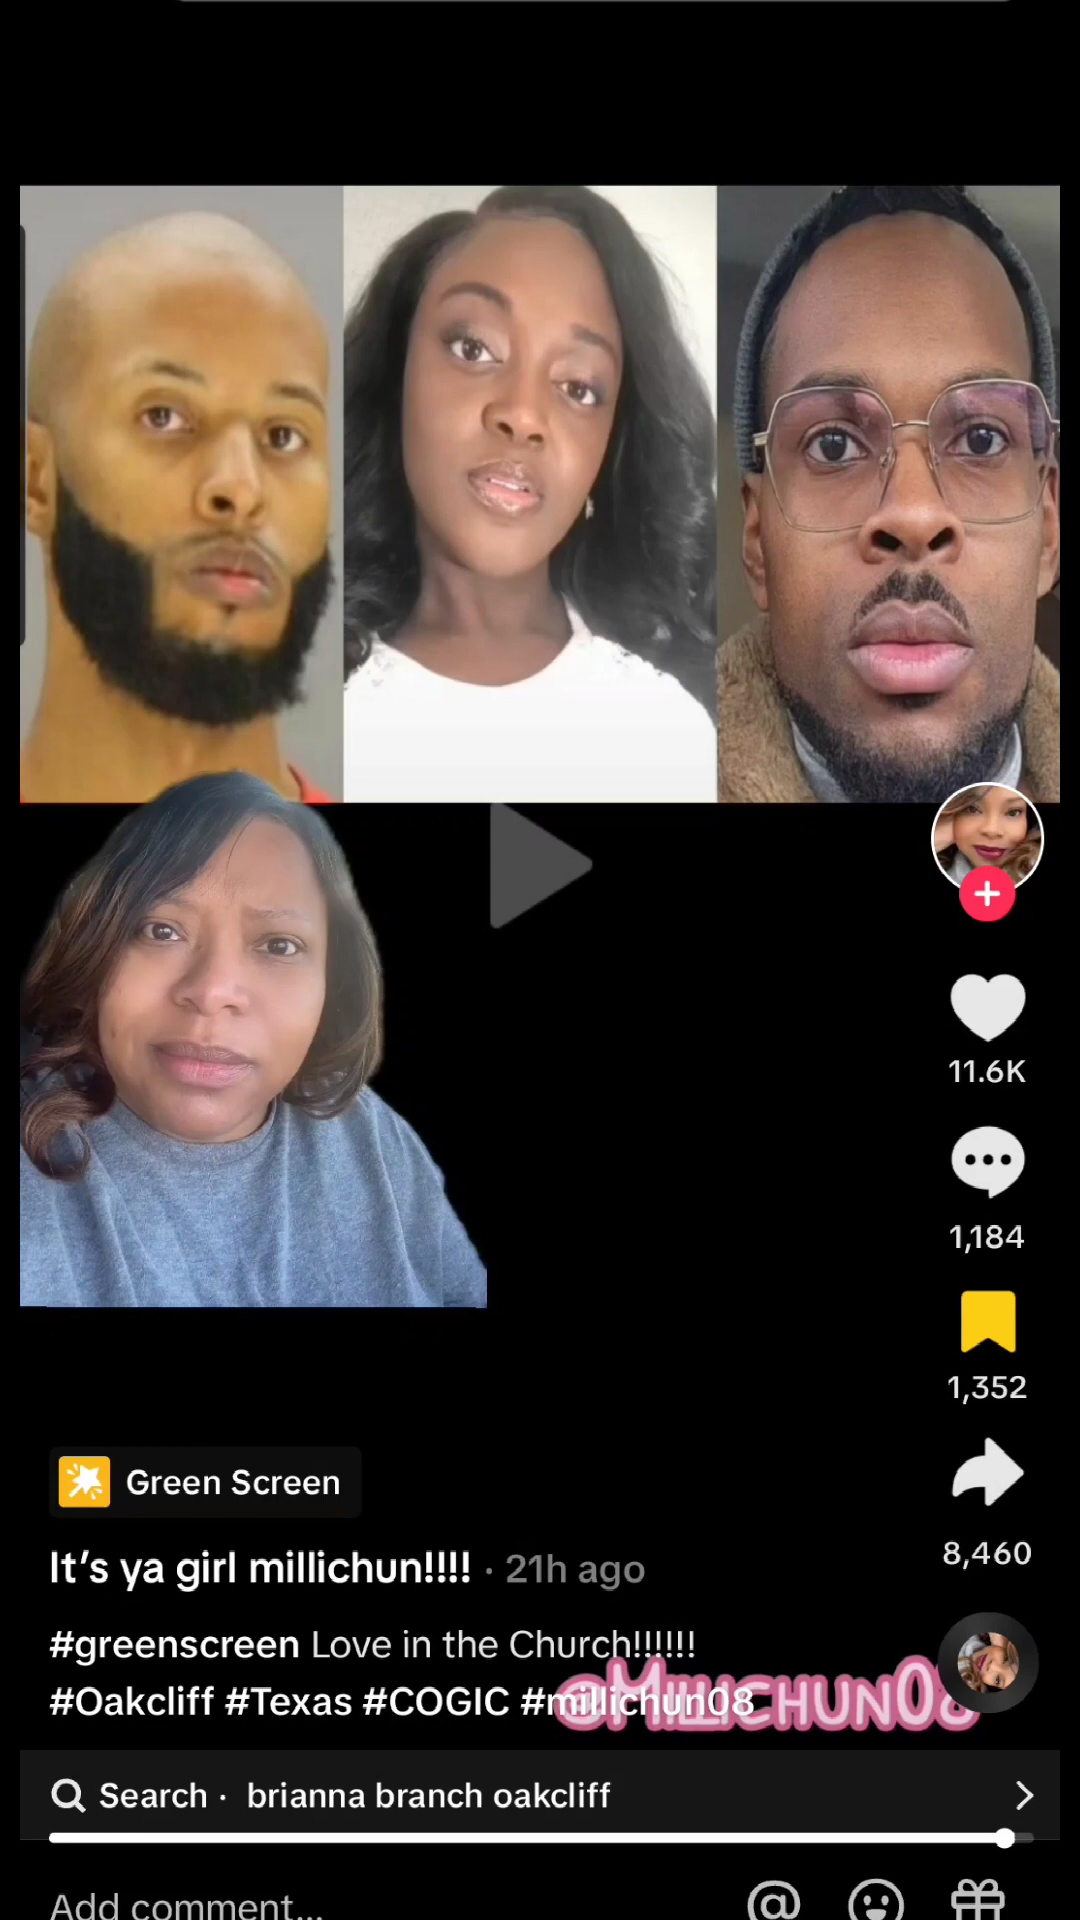 11.6K
1,184
1,352
8,460
Green Screen
It's ya girl millichun!!!! · 21h ago
#greenscreen Love in the Church!!!!!!
#Oakcliff #Texas #COGIC #millichun08
@MILLICHUN08
Search · brianna branch oakcliff
Add comment...